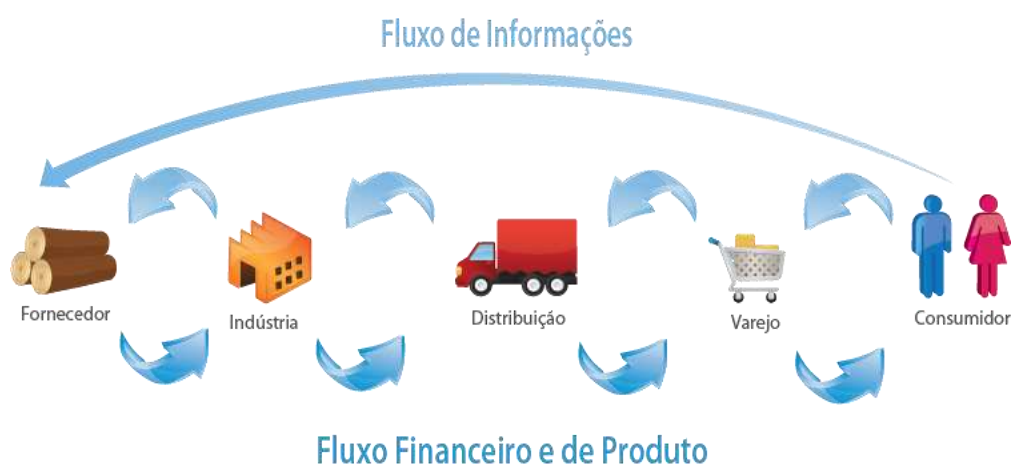 Fluxo de Informações
Fornecedor
Indústria
Distribuição
Varejo
Consumidor
Fluxo Financeiro e de Produto